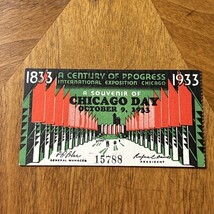 1833 A CENTURY OF PROGRESS 1933
INTERNATIONAL EXPOSITION CHICAGO
A SOUVENIR OF
CHICAGO DAY
OCTOBER 9, 1933
15788
GENERAL MANAGER
PRESIDENT